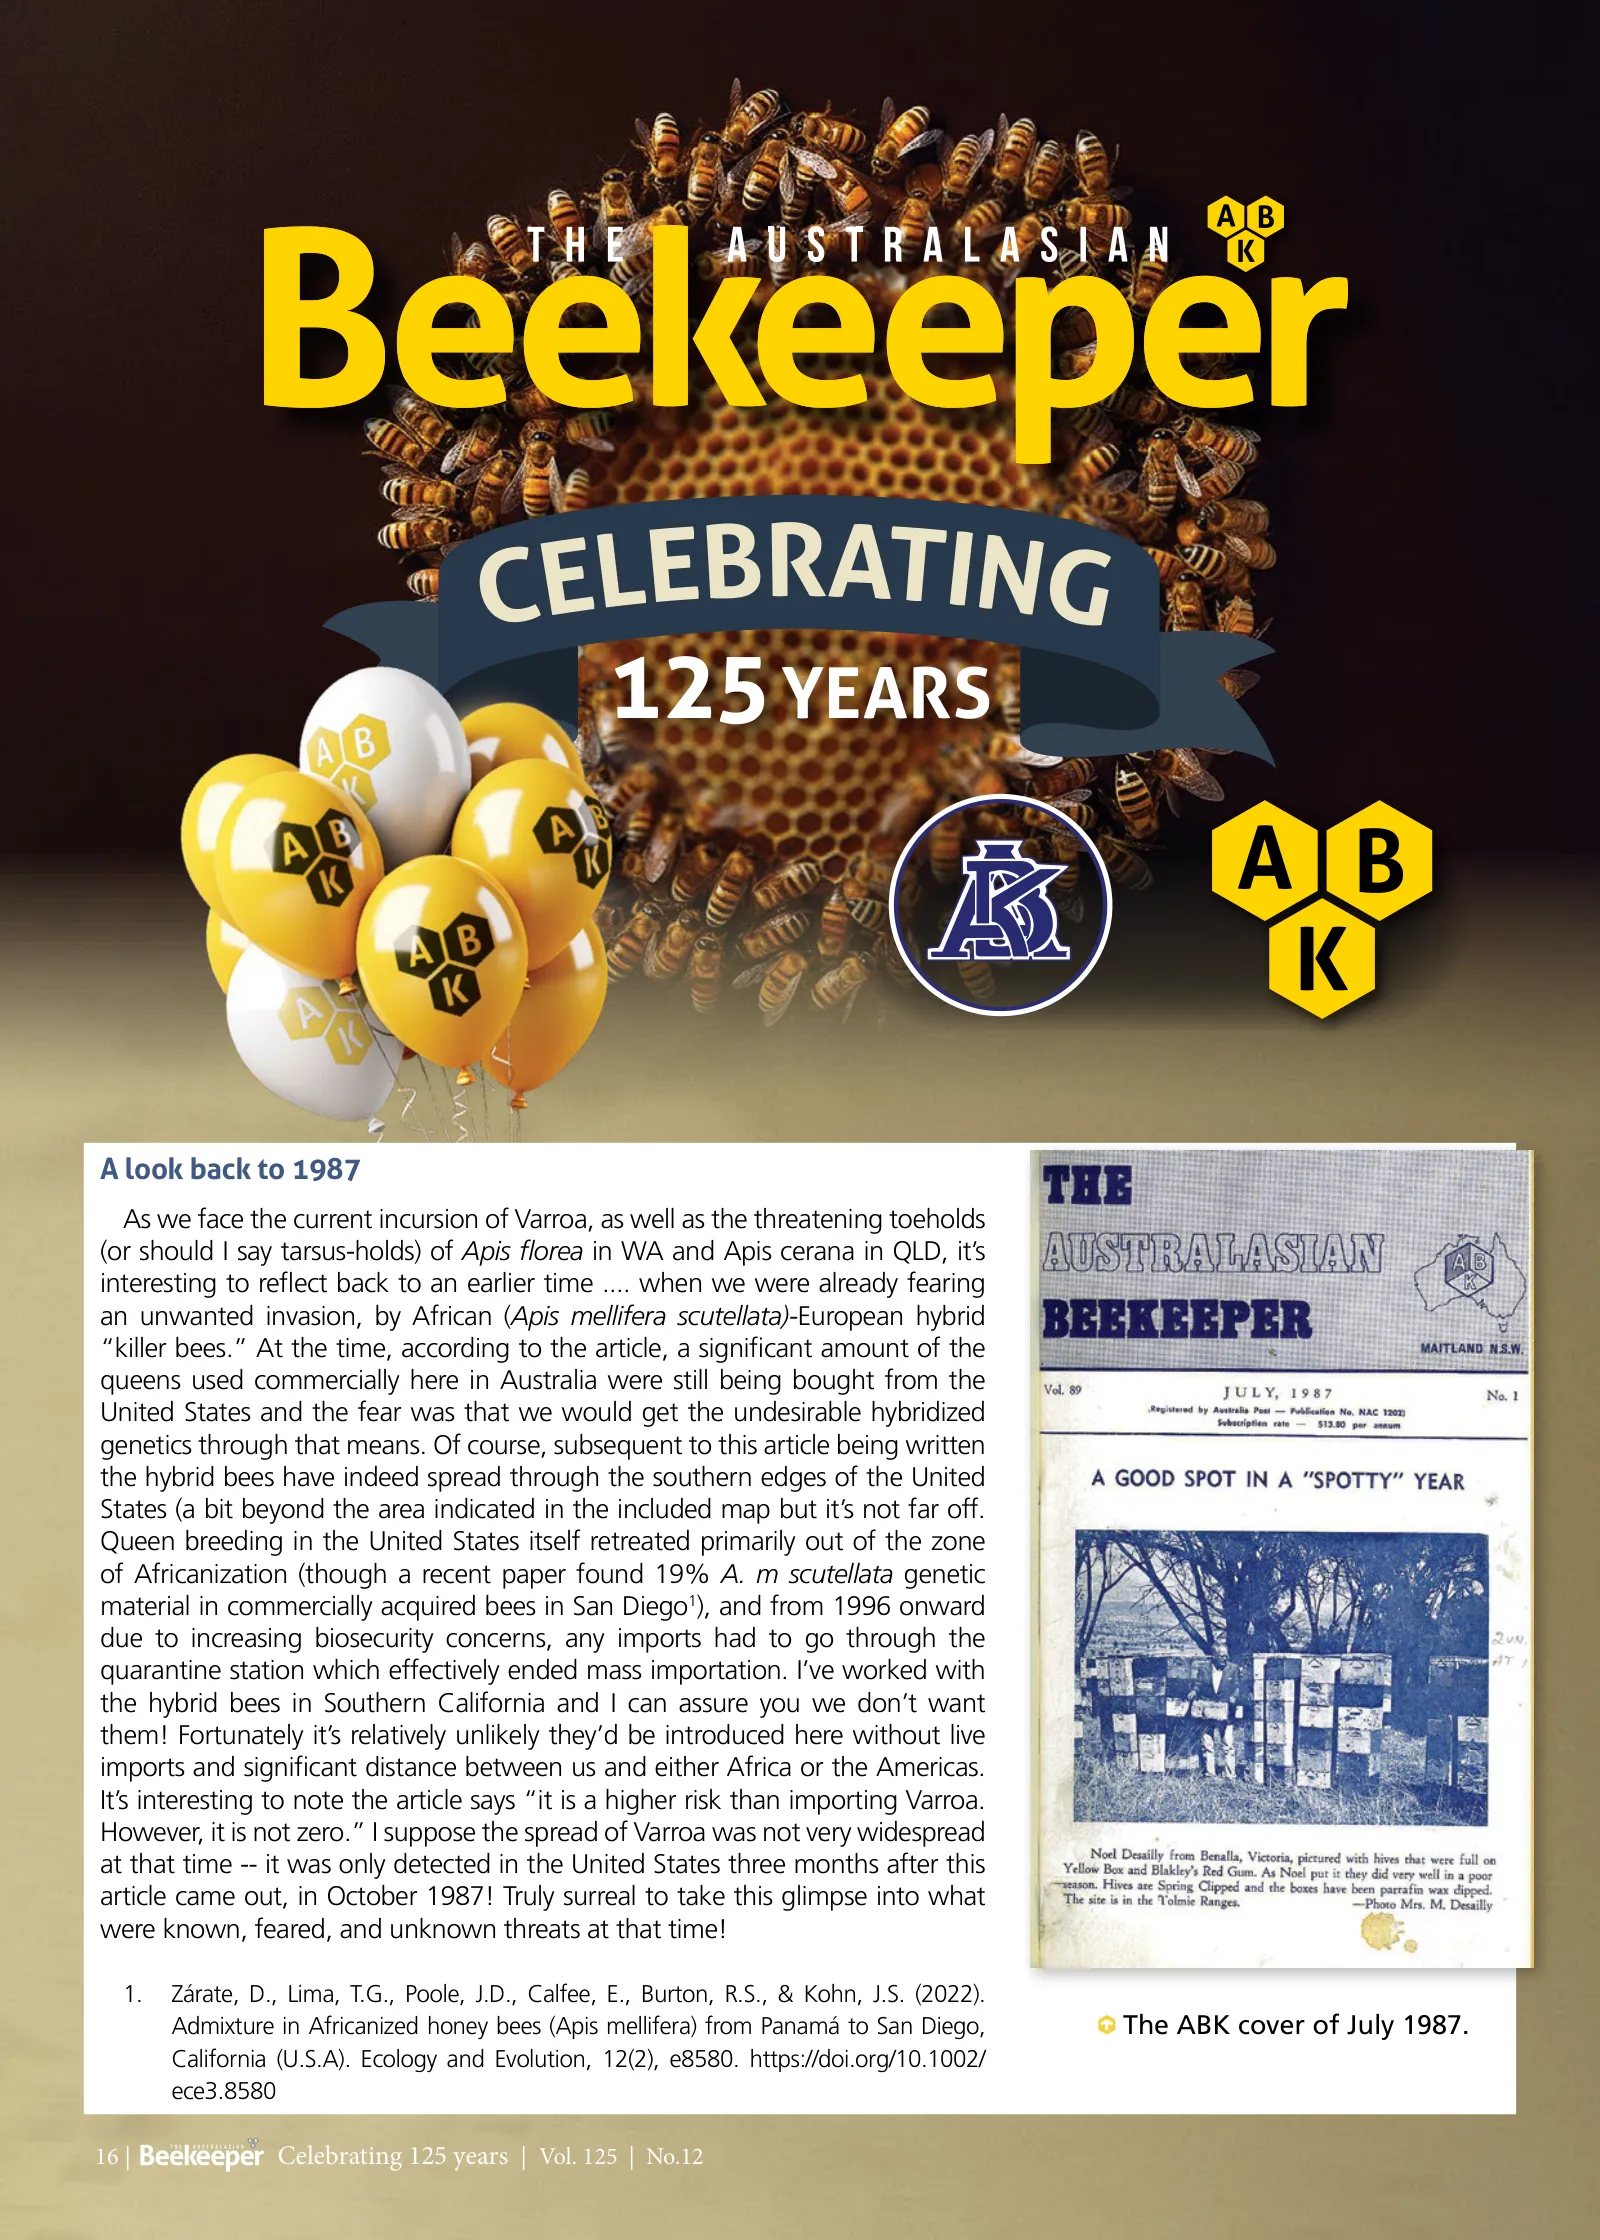 THE AUSTRALASIAN
A B
K
Beekeeper
CELEBRATING
125 YEARS
A B
K
A B
K
A B
K
A B
K
A B
K
ABK
A B
K
A look back to 1987
As we face the current incursion of Varroa, as well as the threatening toeholds
(or should I say tarsus-holds) of Apis florea in WA and Apis cerana in QLD, it’s
interesting to reflect back to an earlier time .... when we were already fearing
an unwanted invasion, by African (Apis mellifera scutellata)-European hybrid
“killer bees.” At the time, according to the article, a significant amount of the
queens used commercially here in Australia were still being bought from the
United States and the fear was that we would get the undesirable hybridized
genetics through that means. Of course, subsequent to this article being written
the hybrid bees have indeed spread through the southern edges of the United
States (a bit beyond the area indicated in the included map but it’s not far off.
Queen breeding in the United States itself retreated primarily out of the zone
of Africanization (though a recent paper found 19% A. m scutellata genetic
material in commercially acquired bees in San Diego¹), and from 1996 onward
due to increasing biosecurity concerns, any imports had to go through the
quarantine station which effectively ended mass importation. I’ve worked with
the hybrid bees in Southern California and I can assure you we don’t want
them! Fortunately it’s relatively unlikely they’d be introduced here without live
imports and significant distance between us and either Africa or the Americas.
It’s interesting to note the article says “it is a higher risk than importing Varroa.
However, it is not zero.” I suppose the spread of Varroa was not very widespread
at that time -- it was only detected in the United States three months after this
article came out, in October 1987! Truly surreal to take this glimpse into what
were known, feared, and unknown threats at that time!
1. Zárate, D., Lima, T.G., Poole, J.D., Calfee, E., Burton, R.S., & Kohn, J.S. (2022).
Admixture in Africanized honey bees (Apis mellifera) from Panamá to San Diego,
California (U.S.A). Ecology and Evolution, 12(2), e8580. https://doi.org/10.1002/
ece3.8580
THE
AUSTRALASIAN
BEEKEEPER
A B
K
MAITLAND N.S.W.
Vol. 89 JULY, 1987 No. 1
Registered by Australia Post — Publication No. NAC 1202)
Subscription rate — $13.80 per annum
A GOOD SPOT IN A "SPOTTY" YEAR
Noel Desailly from Benalla, Victoria, pictured with hives that were full on
Yellow Box and Blakley's Red Gum. As Noel put it they did very well in a poor
season. Hives are Spring Clipped and the boxes have been parrafin wax dipped.
The site is in the Tolmie Ranges. —Photo Mrs. M. Desailly
The ABK cover of July 1987.
16 | THE AUSTRALASIAN Beekeeper Celebrating 125 years | Vol. 125 | No.12